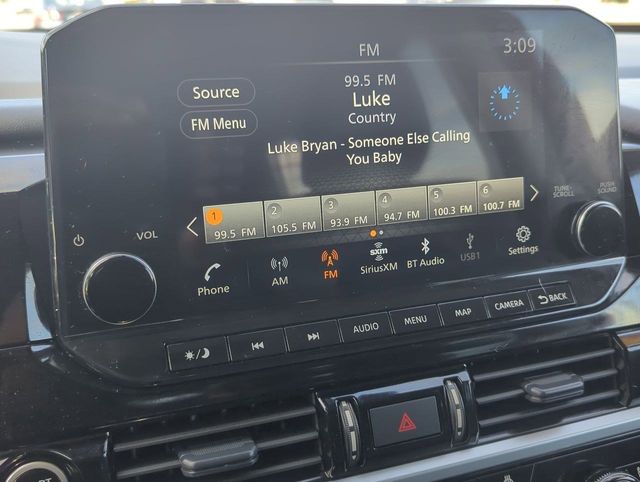 FM
3:09
Source
FM Menu
99.5 FM
Luke
Country
Luke Bryan - Someone Else Calling
You Baby
1
99.5 FM
2
105.5 FM
3
93.9 FM
4
94.7 FM
5
100.3 FM
6
100.7 FM
TUNE-
SCROLL
PUSH
SOUND
VOL
Phone
AM
FM
sxm
SiriusXM
BT Audio
USB1
Settings
AUDIO
MENU
MAP
CAMERA
BACK